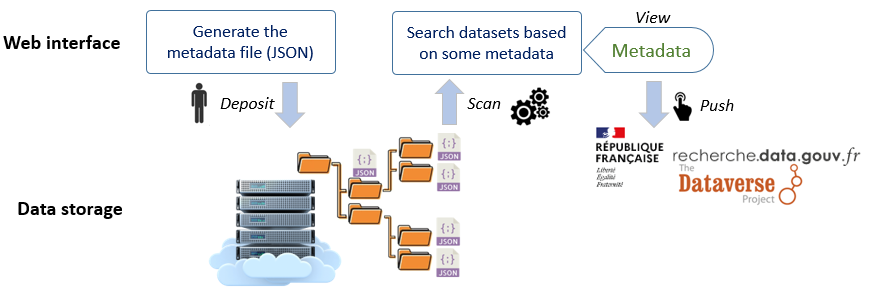 View
Web interface
Generate the
metadata file (JSON)
Search datasets based
on some metadata
Metadata
Deposit
Scan
Push
RÉPUBLIQUE
FRANÇAISE
Liberté
Égalité
Fraternité
recherche.data.gouv.fr
The
Dataverse
Project
Data storage
{;}
JSON
{;}
JSON
{;}
JSON
{;}
JSON
{;}
JSON